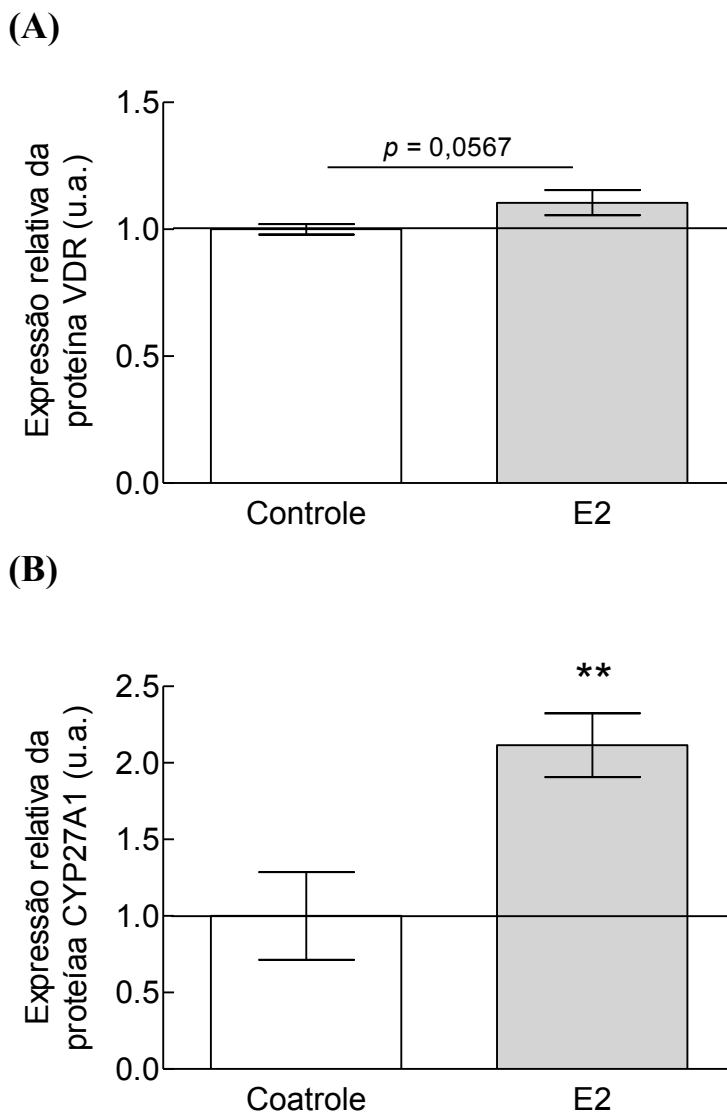 (A)
Expressão relativa da
proteína VDR (u.a.)
1.5
1.0
0.5
0.0
p = 0,0567
Controle
E2
(B)
Expressão relativa da
proteíaa CYP27A1 (u.a.)
2.5
2.0
1.5
1.0
0.5
0.0
**
Coatrole
E2